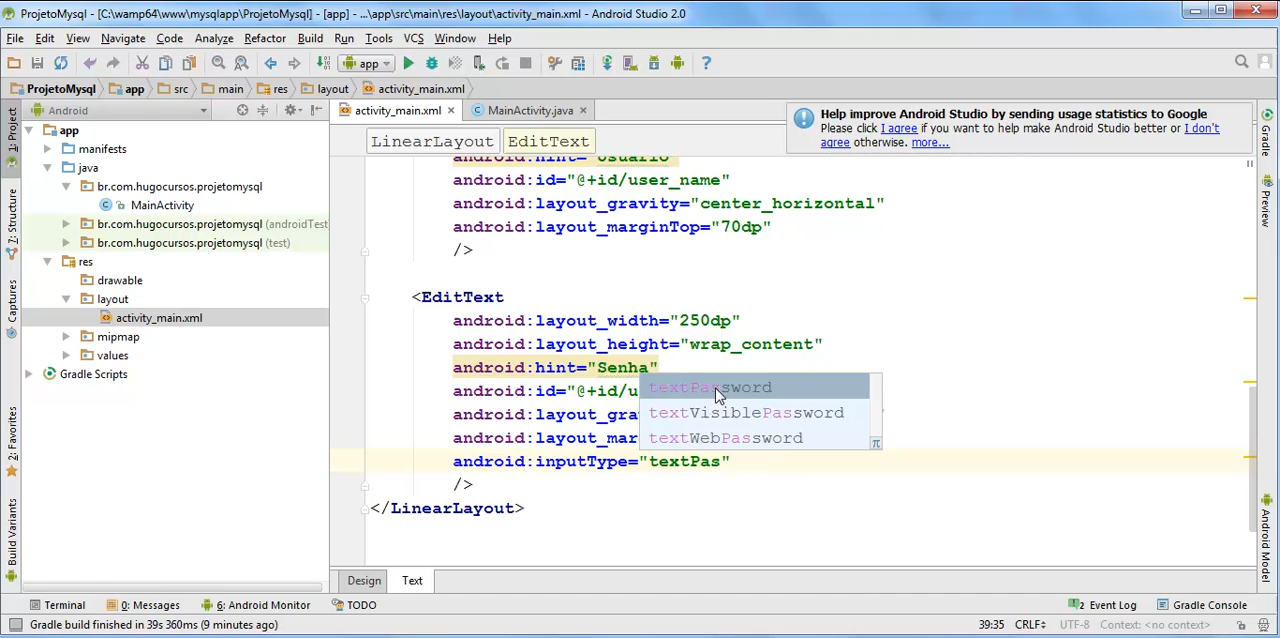 ProjetoMysql - [C:\wamp64\www\mysqlapp\ProjetoMysql] - [app] - ...\app\src\main\res\layout\activity_main.xml - Android Studio 2.0
File Edit View Navigate Code Analyze Refactor Build Run Tools VCS Window Help
app
ProjetoMysql app src main res layout activity_main.xml
Android
activity_main.xml MainActivity.java
Help improve Android Studio by sending usage statistics to Google
Please click I agree if you want to help make Android Studio better or I don't
agree otherwise. more...
LinearLayout EditText
1: Project
7: Structure
Captures
2: Favorites
Build Variants
app
manifests
java
br.com.hugocursos.projetomysql
MainActivity
br.com.hugocursos.projetomysql (androidTest
br.com.hugocursos.projetomysql (test)
res
drawable
layout
activity_main.xml
mipmap
values
Gradle Scripts
android:hint="Usuario"
android:id="@+id/user_name"
android:layout_gravity="center_horizontal"
android:layout_marginTop="70dp"
/>
<EditText
android:layout_width="250dp"
android:layout_height="wrap_content"
android:hint="Senha"
android:id="@+id/u
android:layout_gra
android:layout_mar
android:inputType="textPas"
/>
</LinearLayout>
textPassword
textVisiblePassword
textWebPassword
π
Gradle
Preview
Android Model
Design Text
Terminal 0: Messages 6: Android Monitor TODO
2 Event Log Gradle Console
Gradle build finished in 39s 360ms (9 minutes ago)
39:35 CRLF UTF-8 Context: <no context>